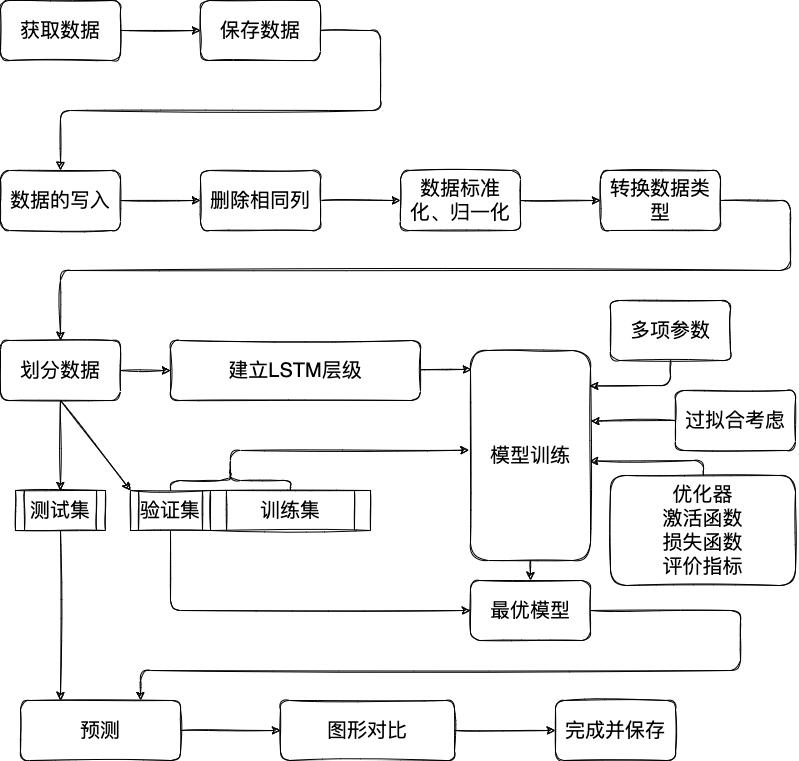 获取数据
保存数据
数据的写入
删除相同列
数据标准
化、归一化
转换数据类
型
多项参数
划分数据
建立LSTM层级
过拟合考虑
模型训练
测试集
验证集
训练集
优化器
激活函数
损失函数
评价指标
最优模型
预测
图形对比
完成并保存